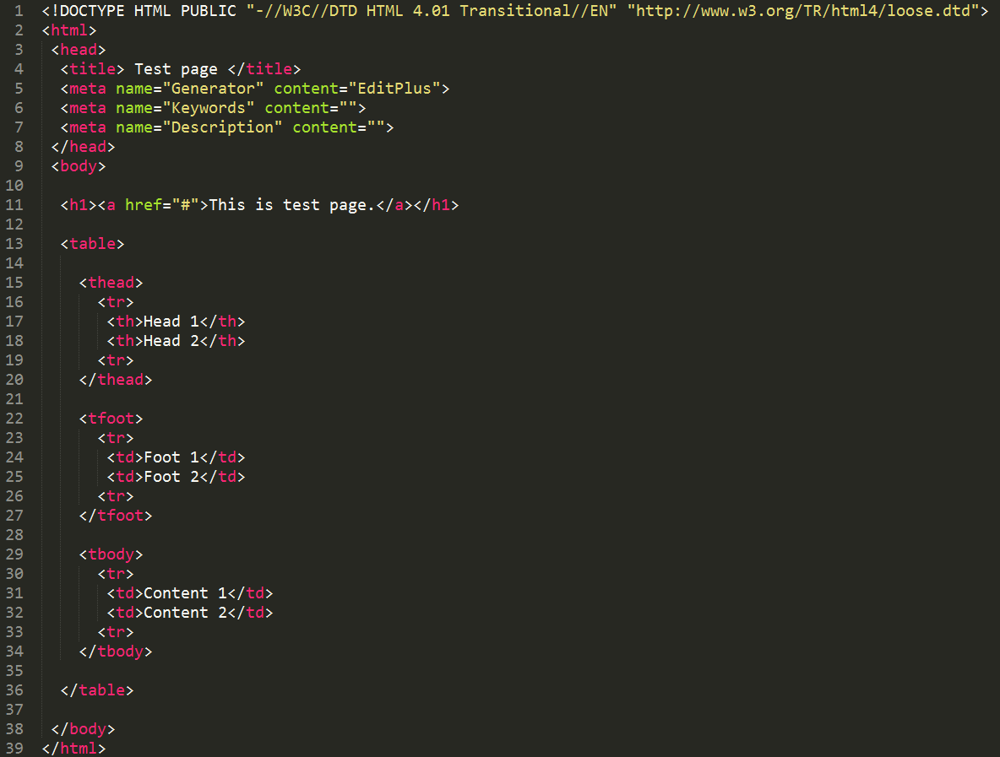 1 <!DOCTYPE HTML PUBLIC "-//W3C//DTD HTML 4.01 Transitional//EN" "http://www.w3.org/TR/html4/loose.dtd">
2 <html>
3 <head>
4 <title> Test page </title>
5 <meta name="Generator" content="EditPlus">
6 <meta name="Keywords" content="">
7 <meta name="Description" content="">
8 </head>
9 <body>
10
11 <h1><a href="#">This is test page.</a></h1>
12
13 <table>
14
15 <thead>
16 <tr>
17 <th>Head 1</th>
18 <th>Head 2</th>
19 <tr>
20 </thead>
21
22 <tfoot>
23 <tr>
24 <td>Foot 1</td>
25 <td>Foot 2</td>
26 <tr>
27 </tfoot>
28
29 <tbody>
30 <tr>
31 <td>Content 1</td>
32 <td>Content 2</td>
33 <tr>
34 </tbody>
35
36 </table>
37
38 </body>
39 </html>